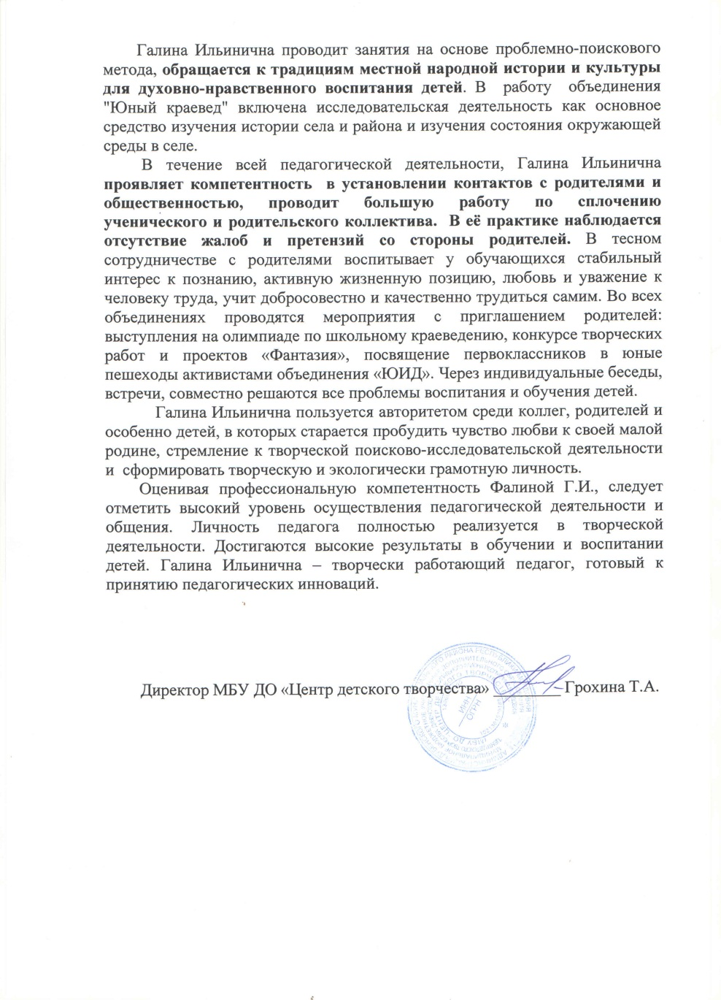 Галина Ильинична проводит занятия на основе проблемно-поискового
метода, обращается к традициям местной народной истории и культуры
для духовно-нравственного воспитания детей. В работу объединения
"Юный краевед" включена исследовательская деятельность как основное
средство изучения истории села и района и изучения состояния окружающей
среды в селе.
В течение всей педагогической деятельности, Галина Ильинична
проявляет компетентность в установлении контактов с родителями и
общественностью, проводит большую работу по сплочению
ученического и родительского коллектива. В её практике наблюдается
отсутствие жалоб и претензий со стороны родителей. В тесном
сотрудничестве с родителями воспитывает у обучающихся стабильный
интерес к познанию, активную жизненную позицию, любовь и уважение к
человеку труда, учит добросовестно и качественно трудиться самим. Во всех
объединениях проводятся мероприятия с приглашением родителей:
выступления на олимпиаде по школьному краеведению, конкурсе творческих
работ и проектов «Фантазия», посвящение первоклассников в юные
пешеходы активистами объединения «ЮИД». Через индивидуальные беседы,
встречи, совместно решаются все проблемы воспитания и обучения детей.
Галина Ильинична пользуется авторитетом среди коллег, родителей и
особенно детей, в которых старается пробудить чувство любви к своей малой
родине, стремление к творческой поисково-исследовательской деятельности
и сформировать творческую и экологически грамотную личность.
Оценивая профессиональную компетентность Фалиной Г.И., следует
отметить высокий уровень осуществления педагогической деятельности и
общения. Личность педагога полностью реализуется в творческой
деятельности. Достигаются высокие результаты в обучении и воспитании
детей. Галина Ильинична – творчески работающий педагог, готовый к
принятию педагогических инноваций.
Директор МБУ ДО «Центр детского творчества» ________ Грохина Т.А.
ИНН
ОГРН